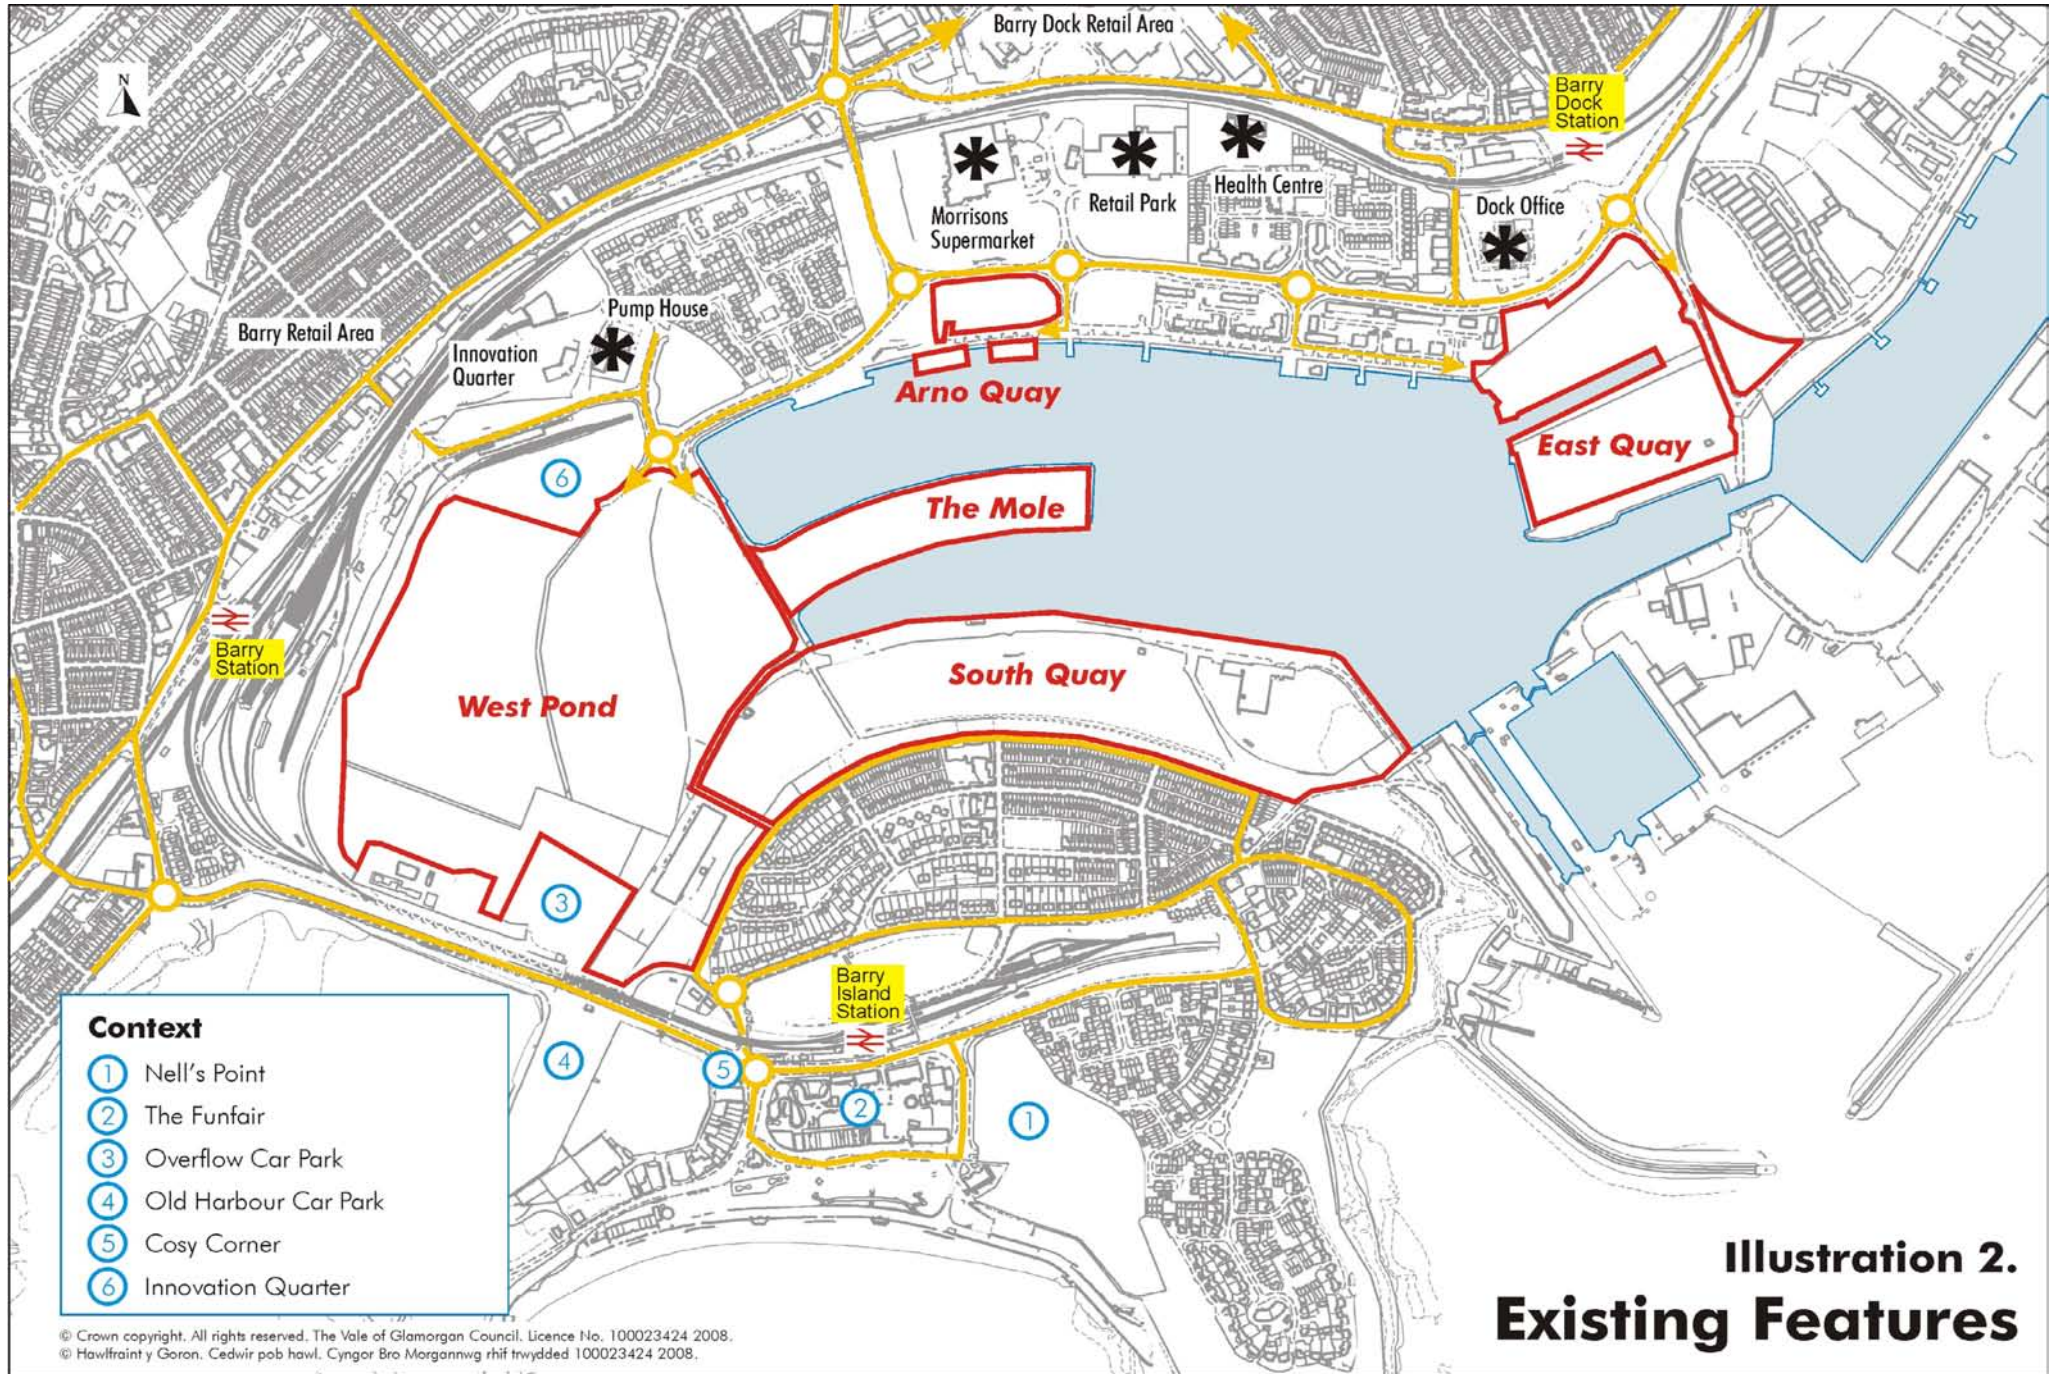 Barry Dock Retail Area
N
Barry
Dock
Station
Morrisons
Supermarket
Retail Park
Health Centre
Dock Office
Pump House
Barry Retail Area
Innovation
Quarter
Arno Quay
East Quay
6
The Mole
Barry
Station
South Quay
West Pond
3
Barry
Island
Station
4
5
2
1
Context
1 Nell's Point
2 The Funfair
3 Overflow Car Park
4 Old Harbour Car Park
5 Cosy Corner
6 Innovation Quarter
Illustration 2.
Existing Features
© Crown copyright. All rights reserved. The Vale of Glamorgan Council. Licence No. 100023424 2008.
© Hawlfraint y Goron. Cedwir pob hawl. Cyngor Bro Morgannwg rhif trwydded 100023424 2008.